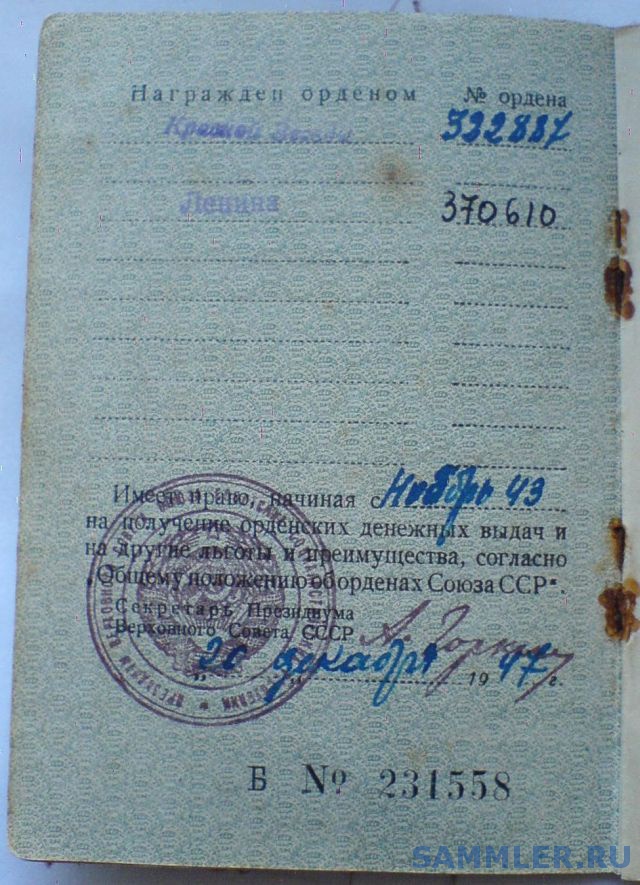 Награжден орденом № ордена
Красной Звезды 332887
Ленина 370610
Имеет право, начиная с Ноябрь 43
на получение орденских денежных выдач и
на другие льготы и преимущества, согласно
„Общему положению об орденах Союза ССР".
Секретарь Президиума
Верховного Совета СССР А. Горкин
„20" декабря 1947 г.
Б № 231558
SAMMLER.RU